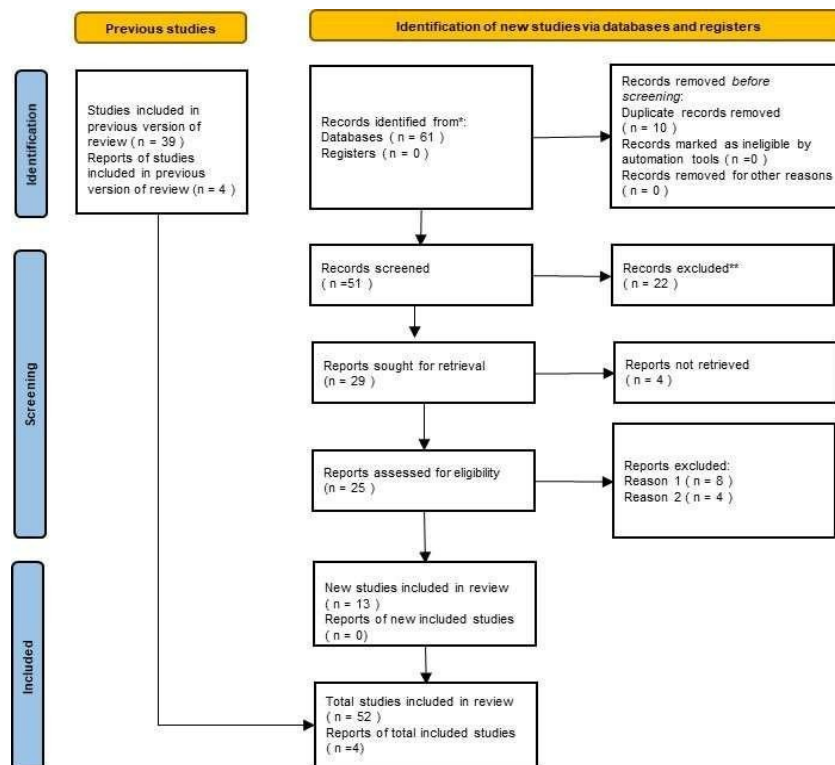 Previous studies
Identification of new studies via databases and registers
Identification
Studies included in
previous version of
review ( n = 39 )
Reports of studies
included in previous
version of review (n = 4 )
Records identified from*:
Databases ( n = 61 )
Registers ( n = 0 )
Records removed before
screening:
Duplicate records removed
( n = 10 )
Records marked as ineligible by
automation tools ( n =0 )
Records removed for other reasons
( n = 0 )
Screening
Records screened
( n =51 )
Records excluded**
( n = 22 )
Reports sought for retrieval
(n = 29 )
Reports not retrieved
( n = 4 )
Reports assessed for eligibility
(n = 25 )
Reports excluded:
Reason 1 ( n = 8 )
Reason 2 ( n = 4 )
Included
New studies included in review
( n = 13 )
Reports of new included studies
( n = 0)
Total studies included in review
( n = 52 )
Reports of total included studies
( n =4)